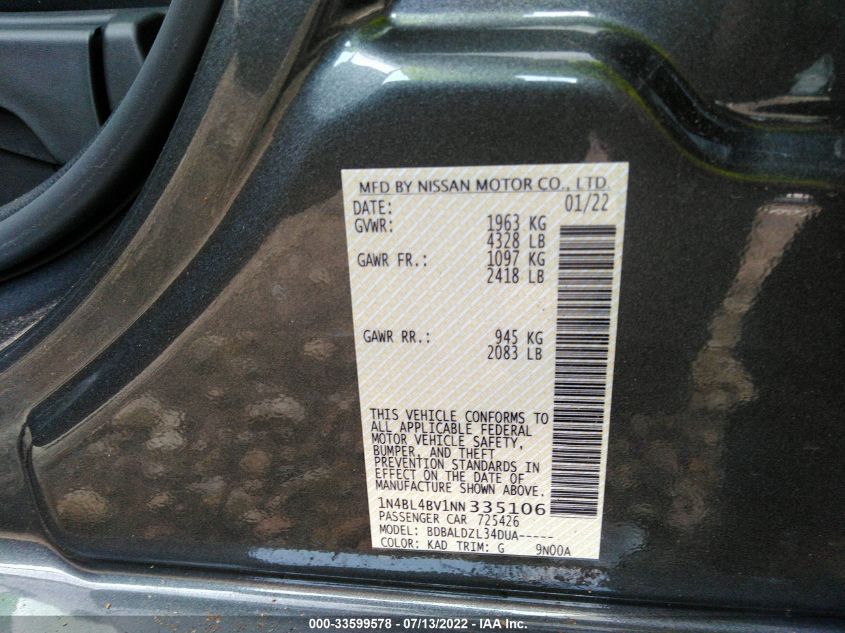 MFD BY NISSAN MOTOR CO., LTD.
DATE: 01/22
GVWR: 1963 KG
4328 LB
GAWR FR.: 1097 KG
2418 LB
GAWR RR.: 945 KG
2083 LB
THIS VEHICLE CONFORMS TO
ALL APPLICABLE FEDERAL
MOTOR VEHICLE SAFETY,
BUMPER, AND THEFT
PREVENTION STANDARDS IN
EFFECT ON THE DATE OF
MANUFACTURE SHOWN ABOVE.
1N4BL4BV1NN335106
PASSENGER CAR 725426
MODEL: BDBALDZL34DUA-----
COLOR: KAD TRIM: G 9N00A
000-33599578 - 07/13/2022 - WWW.IAAI.COM